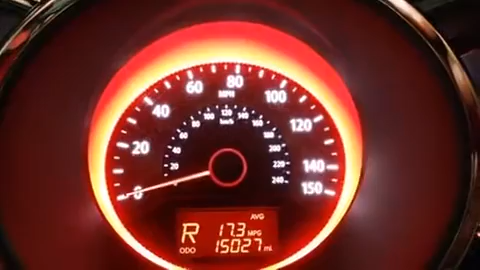 60 80 100
MPH
40 120
20 140
0 150
20 40 60 80 100 120 140 160 180 200 220 240
km/h
AVG
R 17.3 MPG
ODO 15027 mi